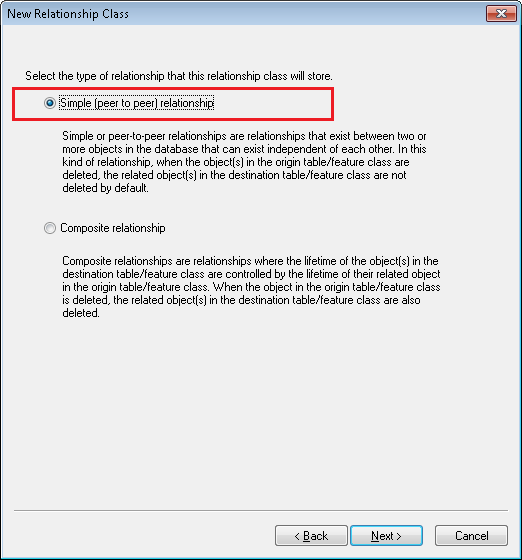 New Relationship Class
Select the type of relationship that this relationship class will store.
Simple (peer to peer) relationship
Simple or peer-to-peer relationships are relationships that exist between two or
more objects in the database that can exist independent of each other. In this
kind of relationship, when the object(s) in the origin table/feature class are
deleted, the related object(s) in the destination table/feature class are not
deleted by default.
Composite relationship
Composite relationships are relationships where the lifetime of the object(s) in the
destination table/feature class are controlled by the lifetime of their related object
in the origin table/feature class. When the object in the origin table/feature class
is deleted, the related object(s) in the destination table/feature class are also
deleted.
< Back
Next >
Cancel